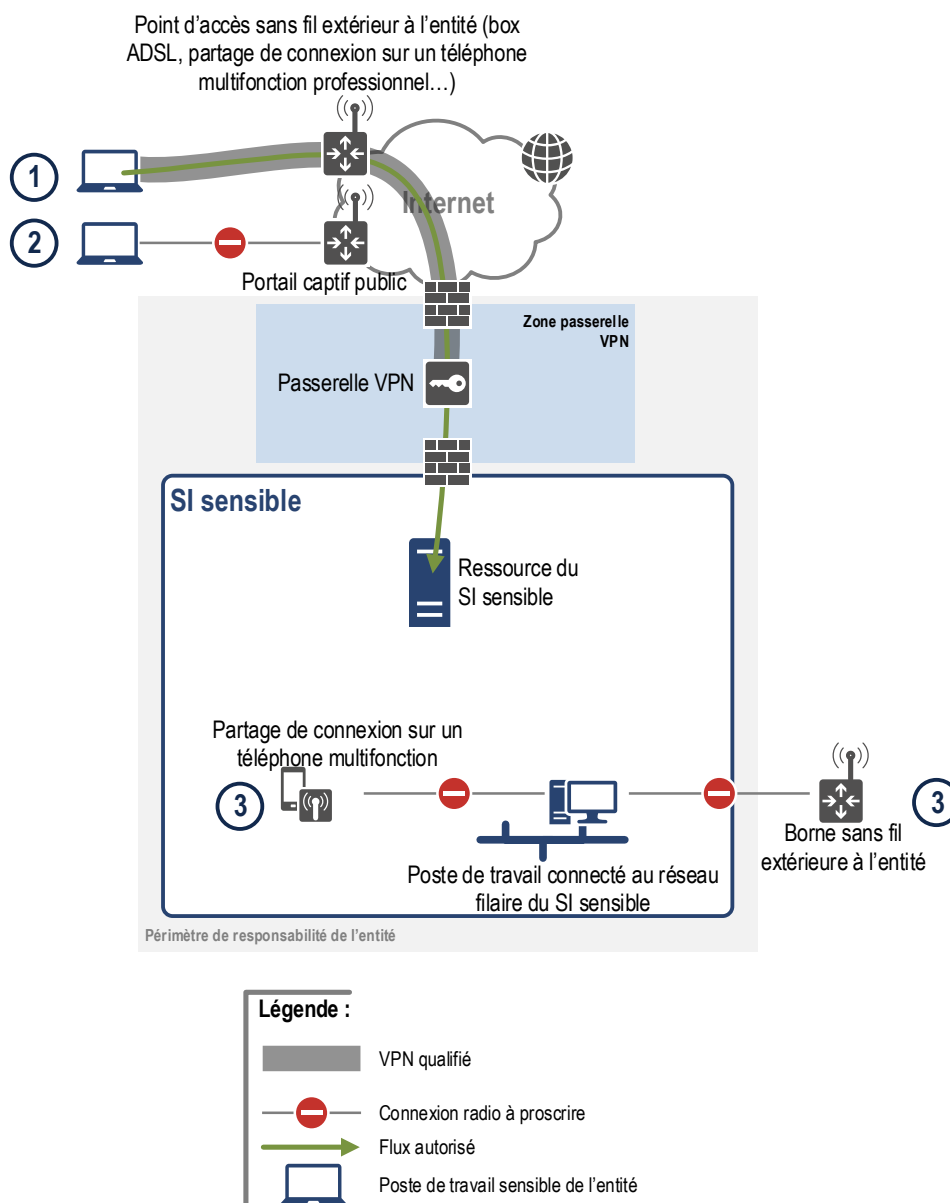 Point d'accès sans fil extérieur à l'entité (box
ADSL, partage de connexion sur un téléphone
multifonction professionnel…)
1
Internet
2
Portail captif public
Zone passerelle
VPN
Passerelle VPN
SI sensible
Ressource du
SI sensible
Partage de connexion sur un
téléphone multifonction
3
3
Borne sans fil
extérieure à l'entité
Poste de travail connecté au réseau
filaire du SI sensible
Périmètre de responsabilité de l'entité
Légende :
VPN qualifié
Connexion radio à proscrire
Flux autorisé
Poste de travail sensible de l'entité